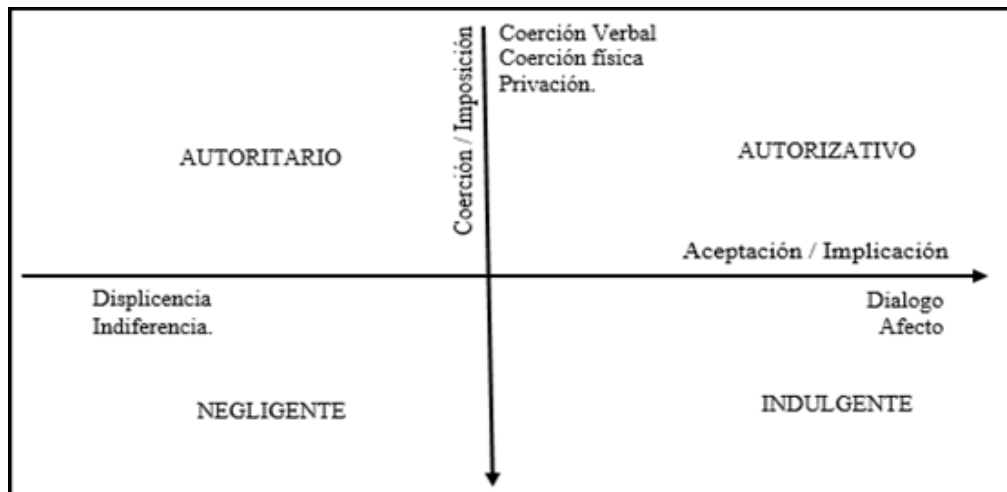 Coerción Verbal
Coerción física
Privación.
Coerción / Imposición
AUTORITARIO
AUTORIZATIVO
Aceptación / Implicación
Displicencia
Indiferencia.
Dialogo
Afecto
NEGLIGENTE
INDULGENTE